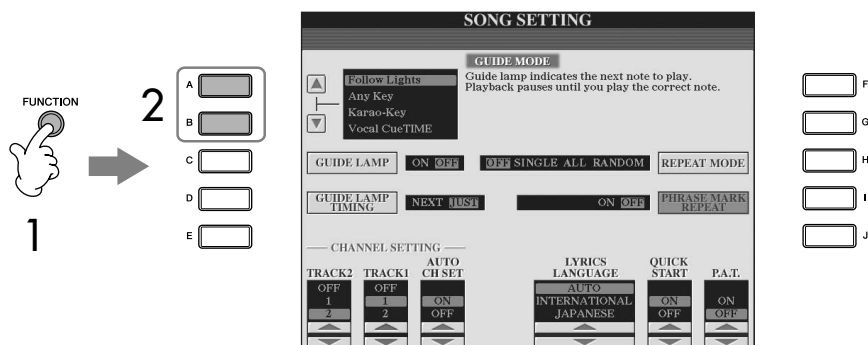 SONG SETTING
GUIDE MODE
Follow Lights
Any Key
Karao-Key
Vocal CueTIME
Guide lamp indicates the next note to play.
Playback pauses until you play the correct note.
FUNCTION
1
2
A
B
C
D
E
F
G
H
I
J
GUIDE LAMP ON OFF OFF SINGLE ALL RANDOM REPEAT MODE
GUIDE LAMP TIMING NEXT JUST ON OFF PHRASE MARK REPEAT
CHANNEL SETTING
TRACK2 TRACK1 AUTO CH SET LYRICS LANGUAGE QUICK START P.A.T.
OFF OFF AUTO
1 1 ON INTERNATIONAL ON ON
2 2 OFF JAPANESE OFF OFF